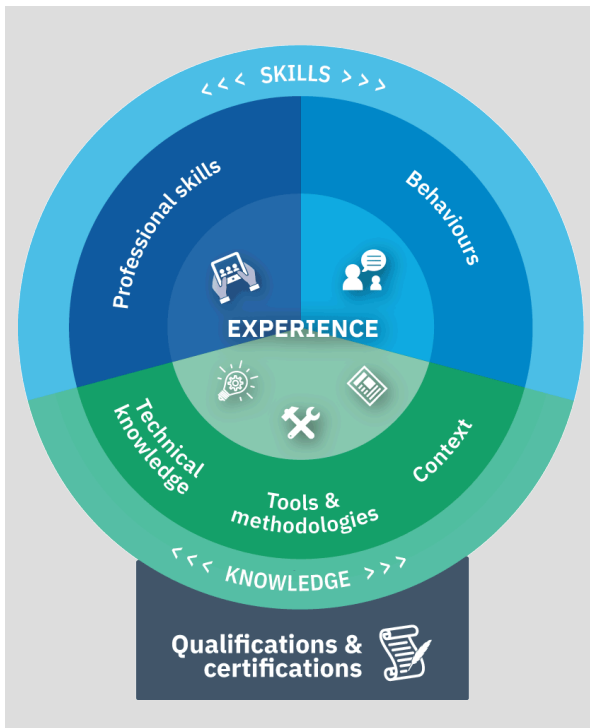 < < < SKILLS > > >
Professional skills
Behaviours
EXPERIENCE
Technical
knowledge
Tools &
methodologies
Context
< < < KNOWLEDGE > > >
Qualifications &
certifications